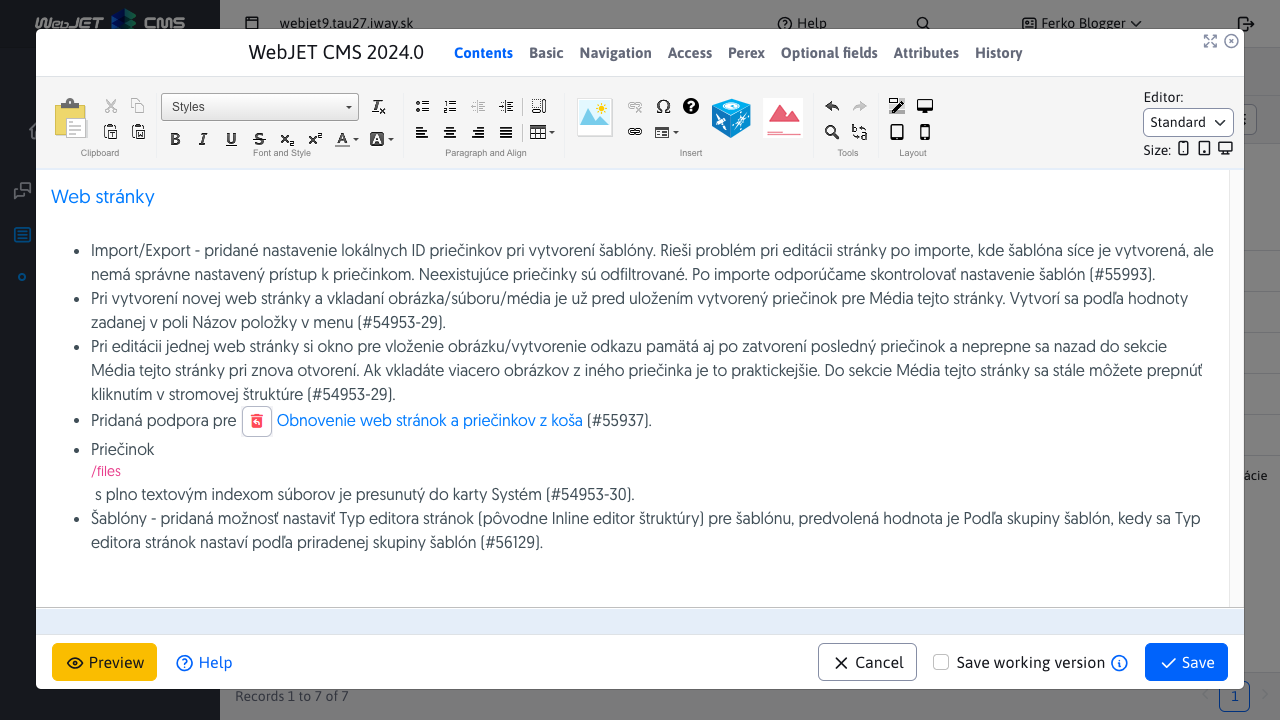 WebJET CMS
webjet9.tau27.iway.sk
Help
Ferko Blogger
WebJET CMS 2024.0
Contents
Basic
Navigation
Access
Perex
Optional fields
Attributes
History
Styles
Clipboard
Font and Style
Paragraph and Align
Insert
Tools
Layout
Editor:
Standard
Size:
Web stránky
Import/Export - pridané nastavenie lokálnych ID priečinkov pri vytvorení šablóny. Rieši problém pri editácii stránky po importe, kde šablóna síce je vytvorená, ale
nemá správne nastavený prístup k priečinkom. Neexistujúce priečinky sú odfiltrované. Po importe odporúčame skontrolovať nastavenie šablón (#55993).
Pri vytvorení novej web stránky a vkladaní obrázka/súboru/média je už pred uložením vytvorený priečinok pre Média tejto stránky. Vytvorí sa podľa hodnoty
zadanej v poli Názov položky v menu (#54953-29).
Pri editácii jednej web stránky si okno pre vloženie obrázku/vytvorenie odkazu pamätá aj po zatvorení posledný priečinok a neprepne sa nazad do sekcie
Média tejto stránky pri znova otvorení. Ak vkladáte viacero obrázkov z iného priečinka je to praktickejšie. Do sekcie Média tejto stránky sa stále môžete prepnúť
kliknutím v stromovej štruktúre (#54953-29).
Pridaná podpora pre Obnovenie web stránok a priečinkov z koša (#55937).
Priečinok
/files
s plno textovým indexom súborov je presunutý do karty Systém (#54953-30).
Šablóny - pridaná možnosť nastaviť Typ editora stránok (pôvodne Inline editor štruktúry) pre šablónu, predvolená hodnota je Podľa skupiny šablón, kedy sa Typ
editora stránok nastaví podľa priradenej skupiny šablón (#56129).
ácie
Preview
Help
Cancel
Save working version
Save
Records 1 to 7 of 7
1